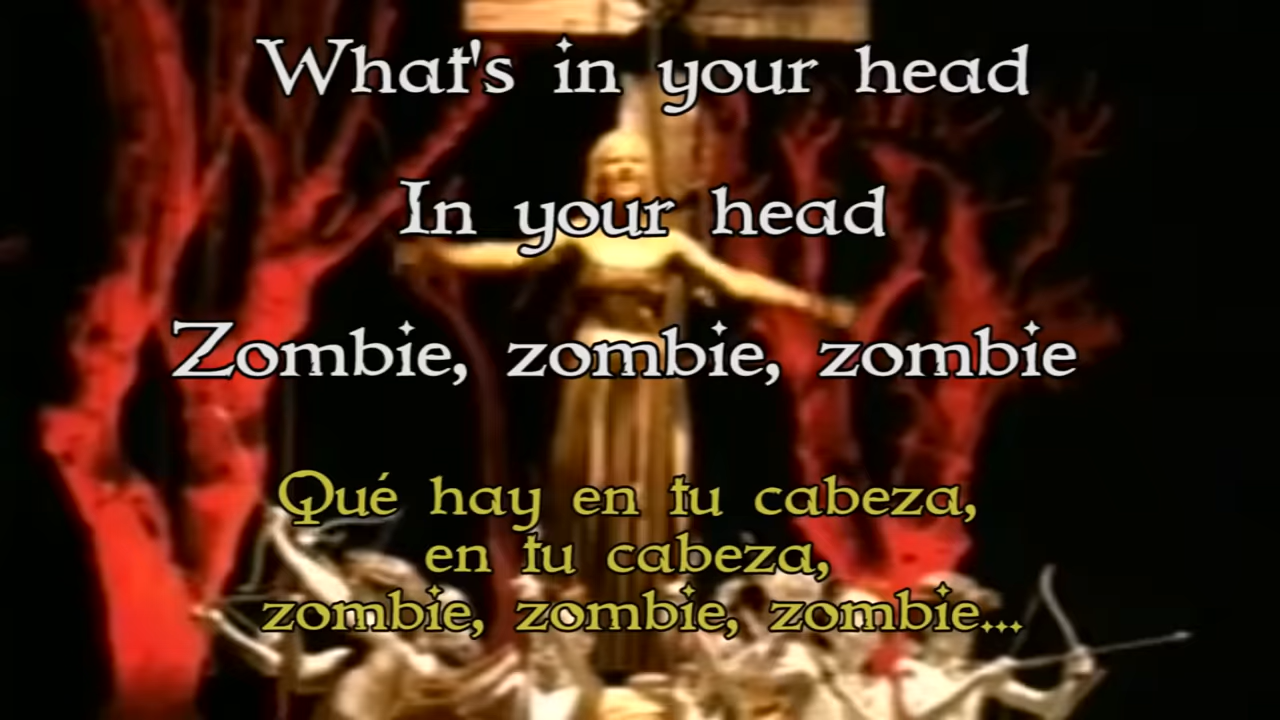 What's in your head
In your head
Zombie, zombie, zombie
Qué hay en tu cabeza,
en tu cabeza,
zombie, zombie, zombie...